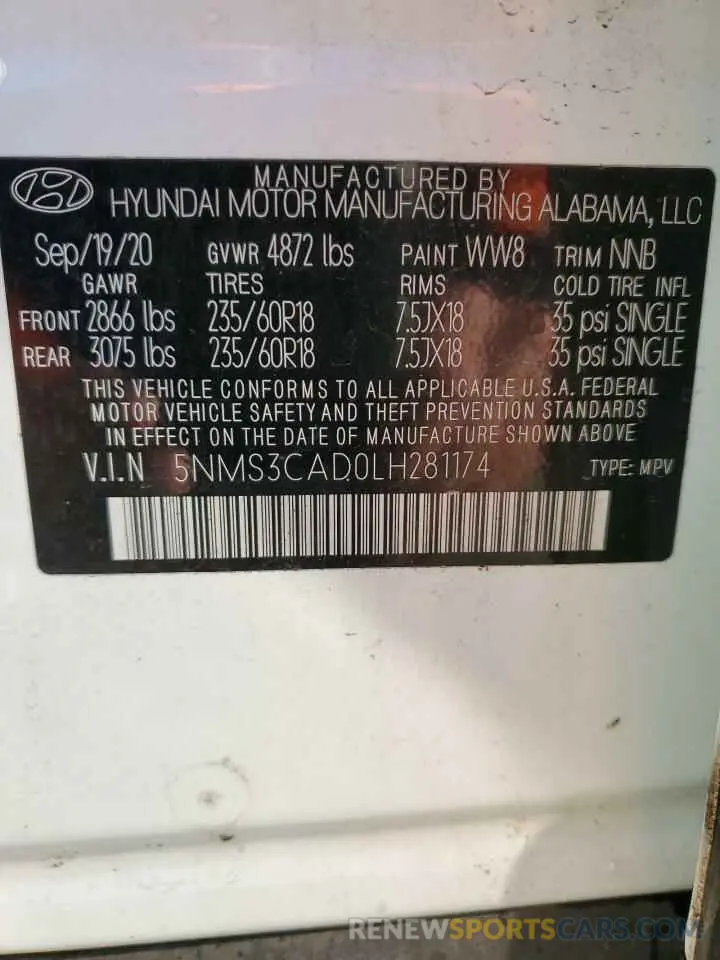 MANUFACTURED BY
HYUNDAI MOTOR MANUFACTURING ALABAMA, LLC
Sep/19/20 GVWR 4872 lbs PAINT WW8 TRIM NNB
GAWR TIRES RIMS COLD TIRE INFL
FRONT 2866 lbs 235/60R18 7.5JX18 35 psi SINGLE
REAR 3075 lbs 235/60R18 7.5JX18 35 psi SINGLE
THIS VEHICLE CONFORMS TO ALL APPLICABLE U.S.A. FEDERAL
MOTOR VEHICLE SAFETY AND THEFT PREVENTION STANDARDS
IN EFFECT ON THE DATE OF MANUFACTURE SHOWN ABOVE
V.I.N 5NMS3CAD0LH281174 TYPE: MPV
RENEWSPORTSCARS.COM